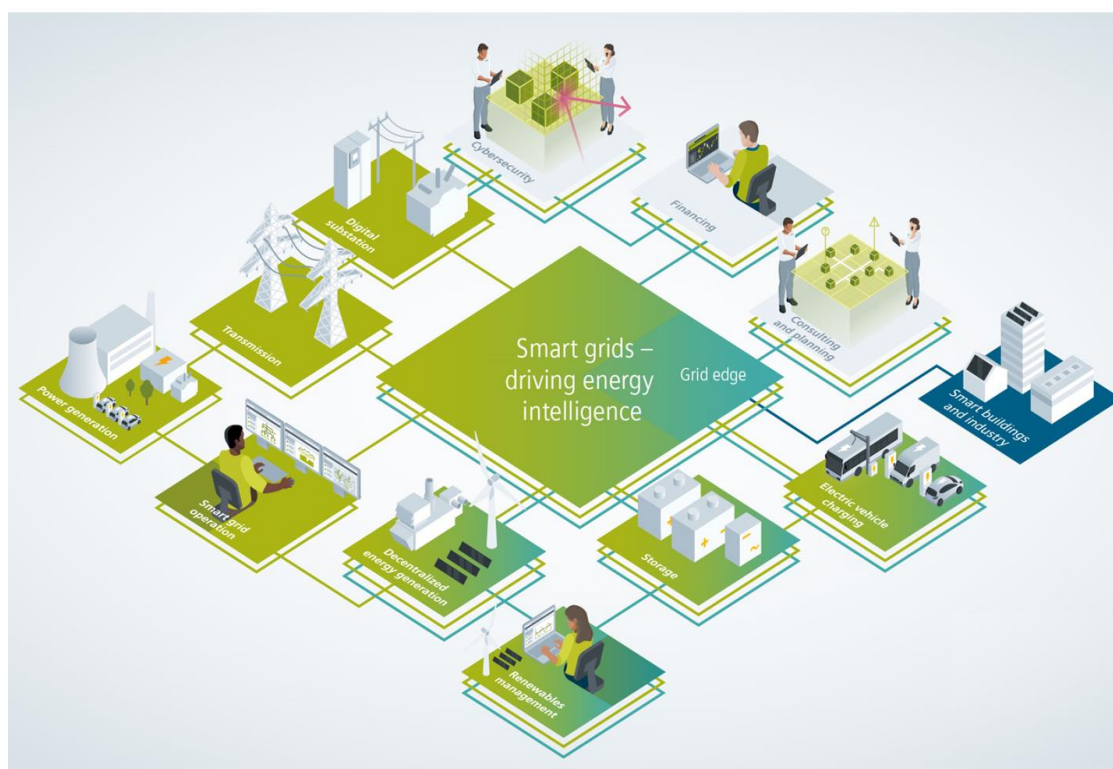 Cybersecurity
Financing
Digital
substation
Consulting
and planning
Transmission
Smart grids –
driving energy
intelligence
Grid edge
Power generation
Smart buildings
and industry
Smart grid
operation
Electric vehicle
charging
Decentralized
energy generation
Storage
Renewables
management